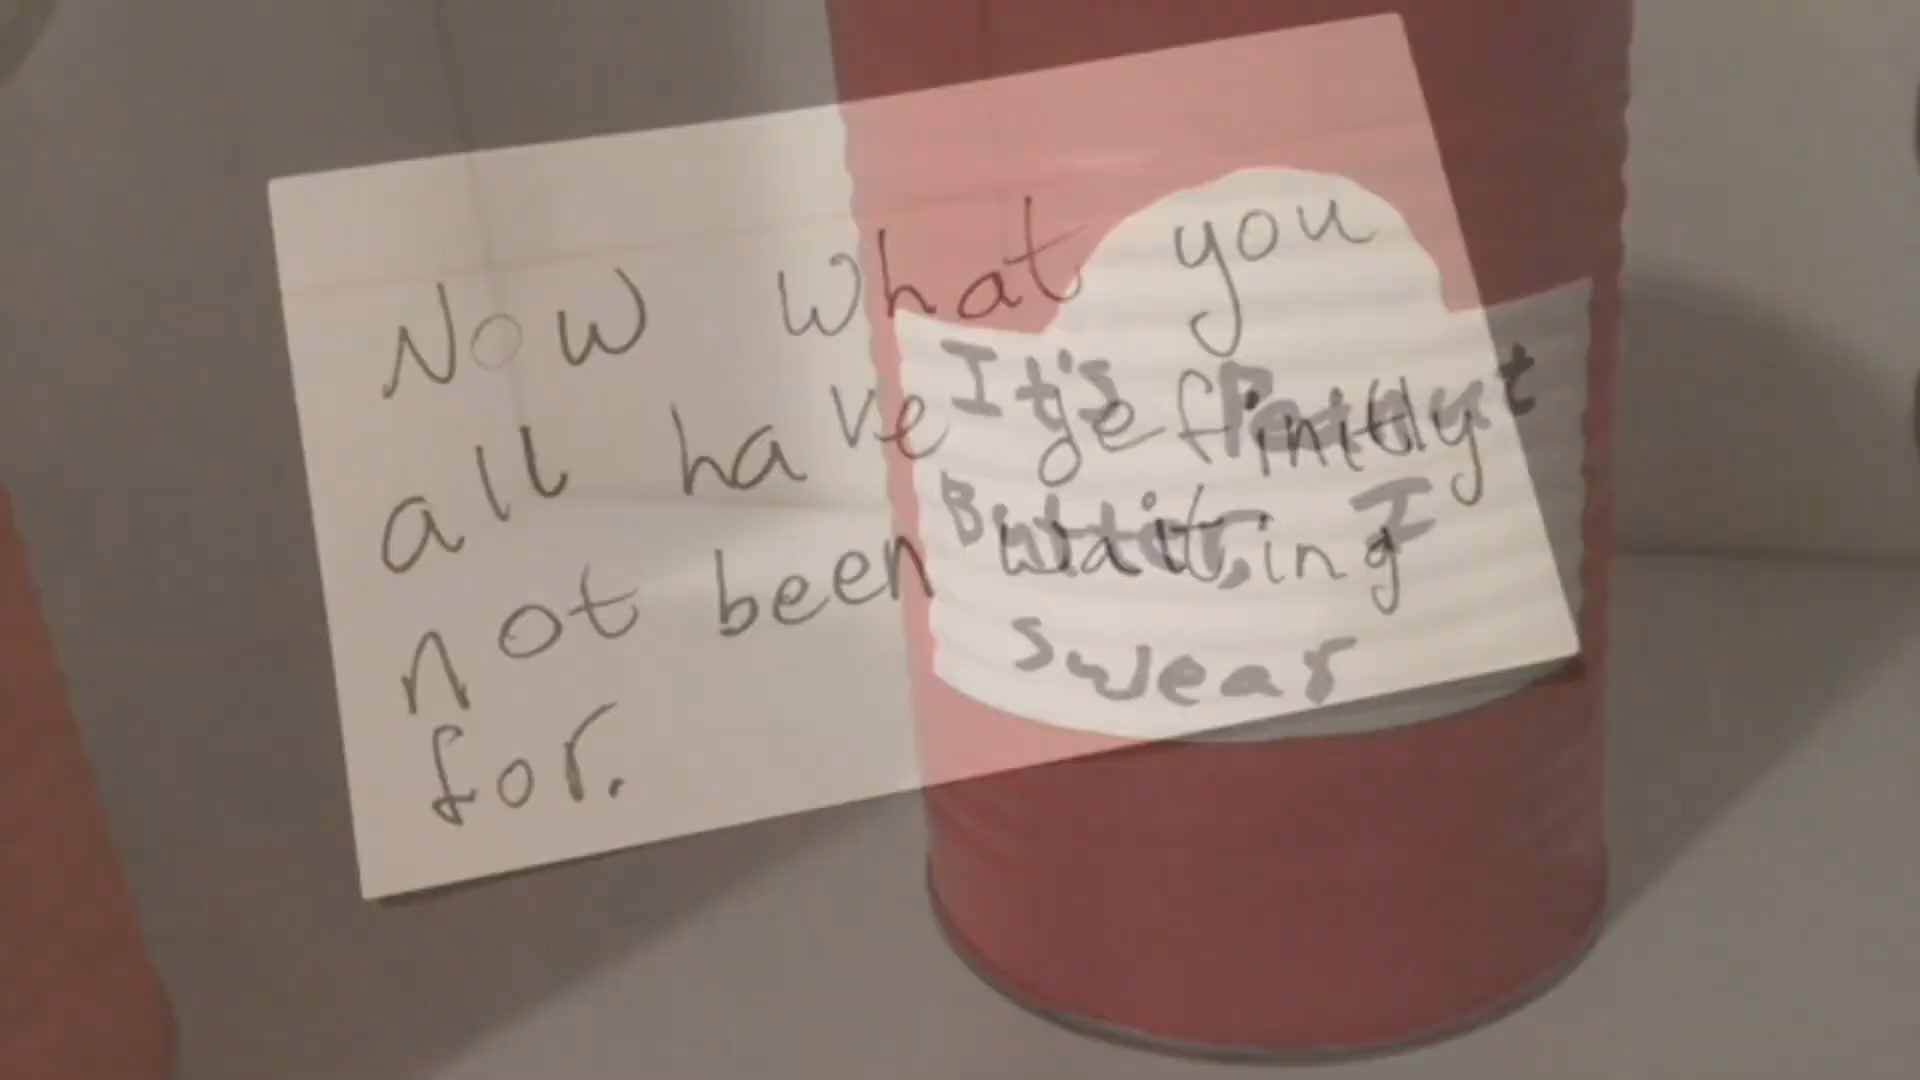 Now what you
all have definitly
not been waiting
for.
It's Peanut
Butter, I
swear